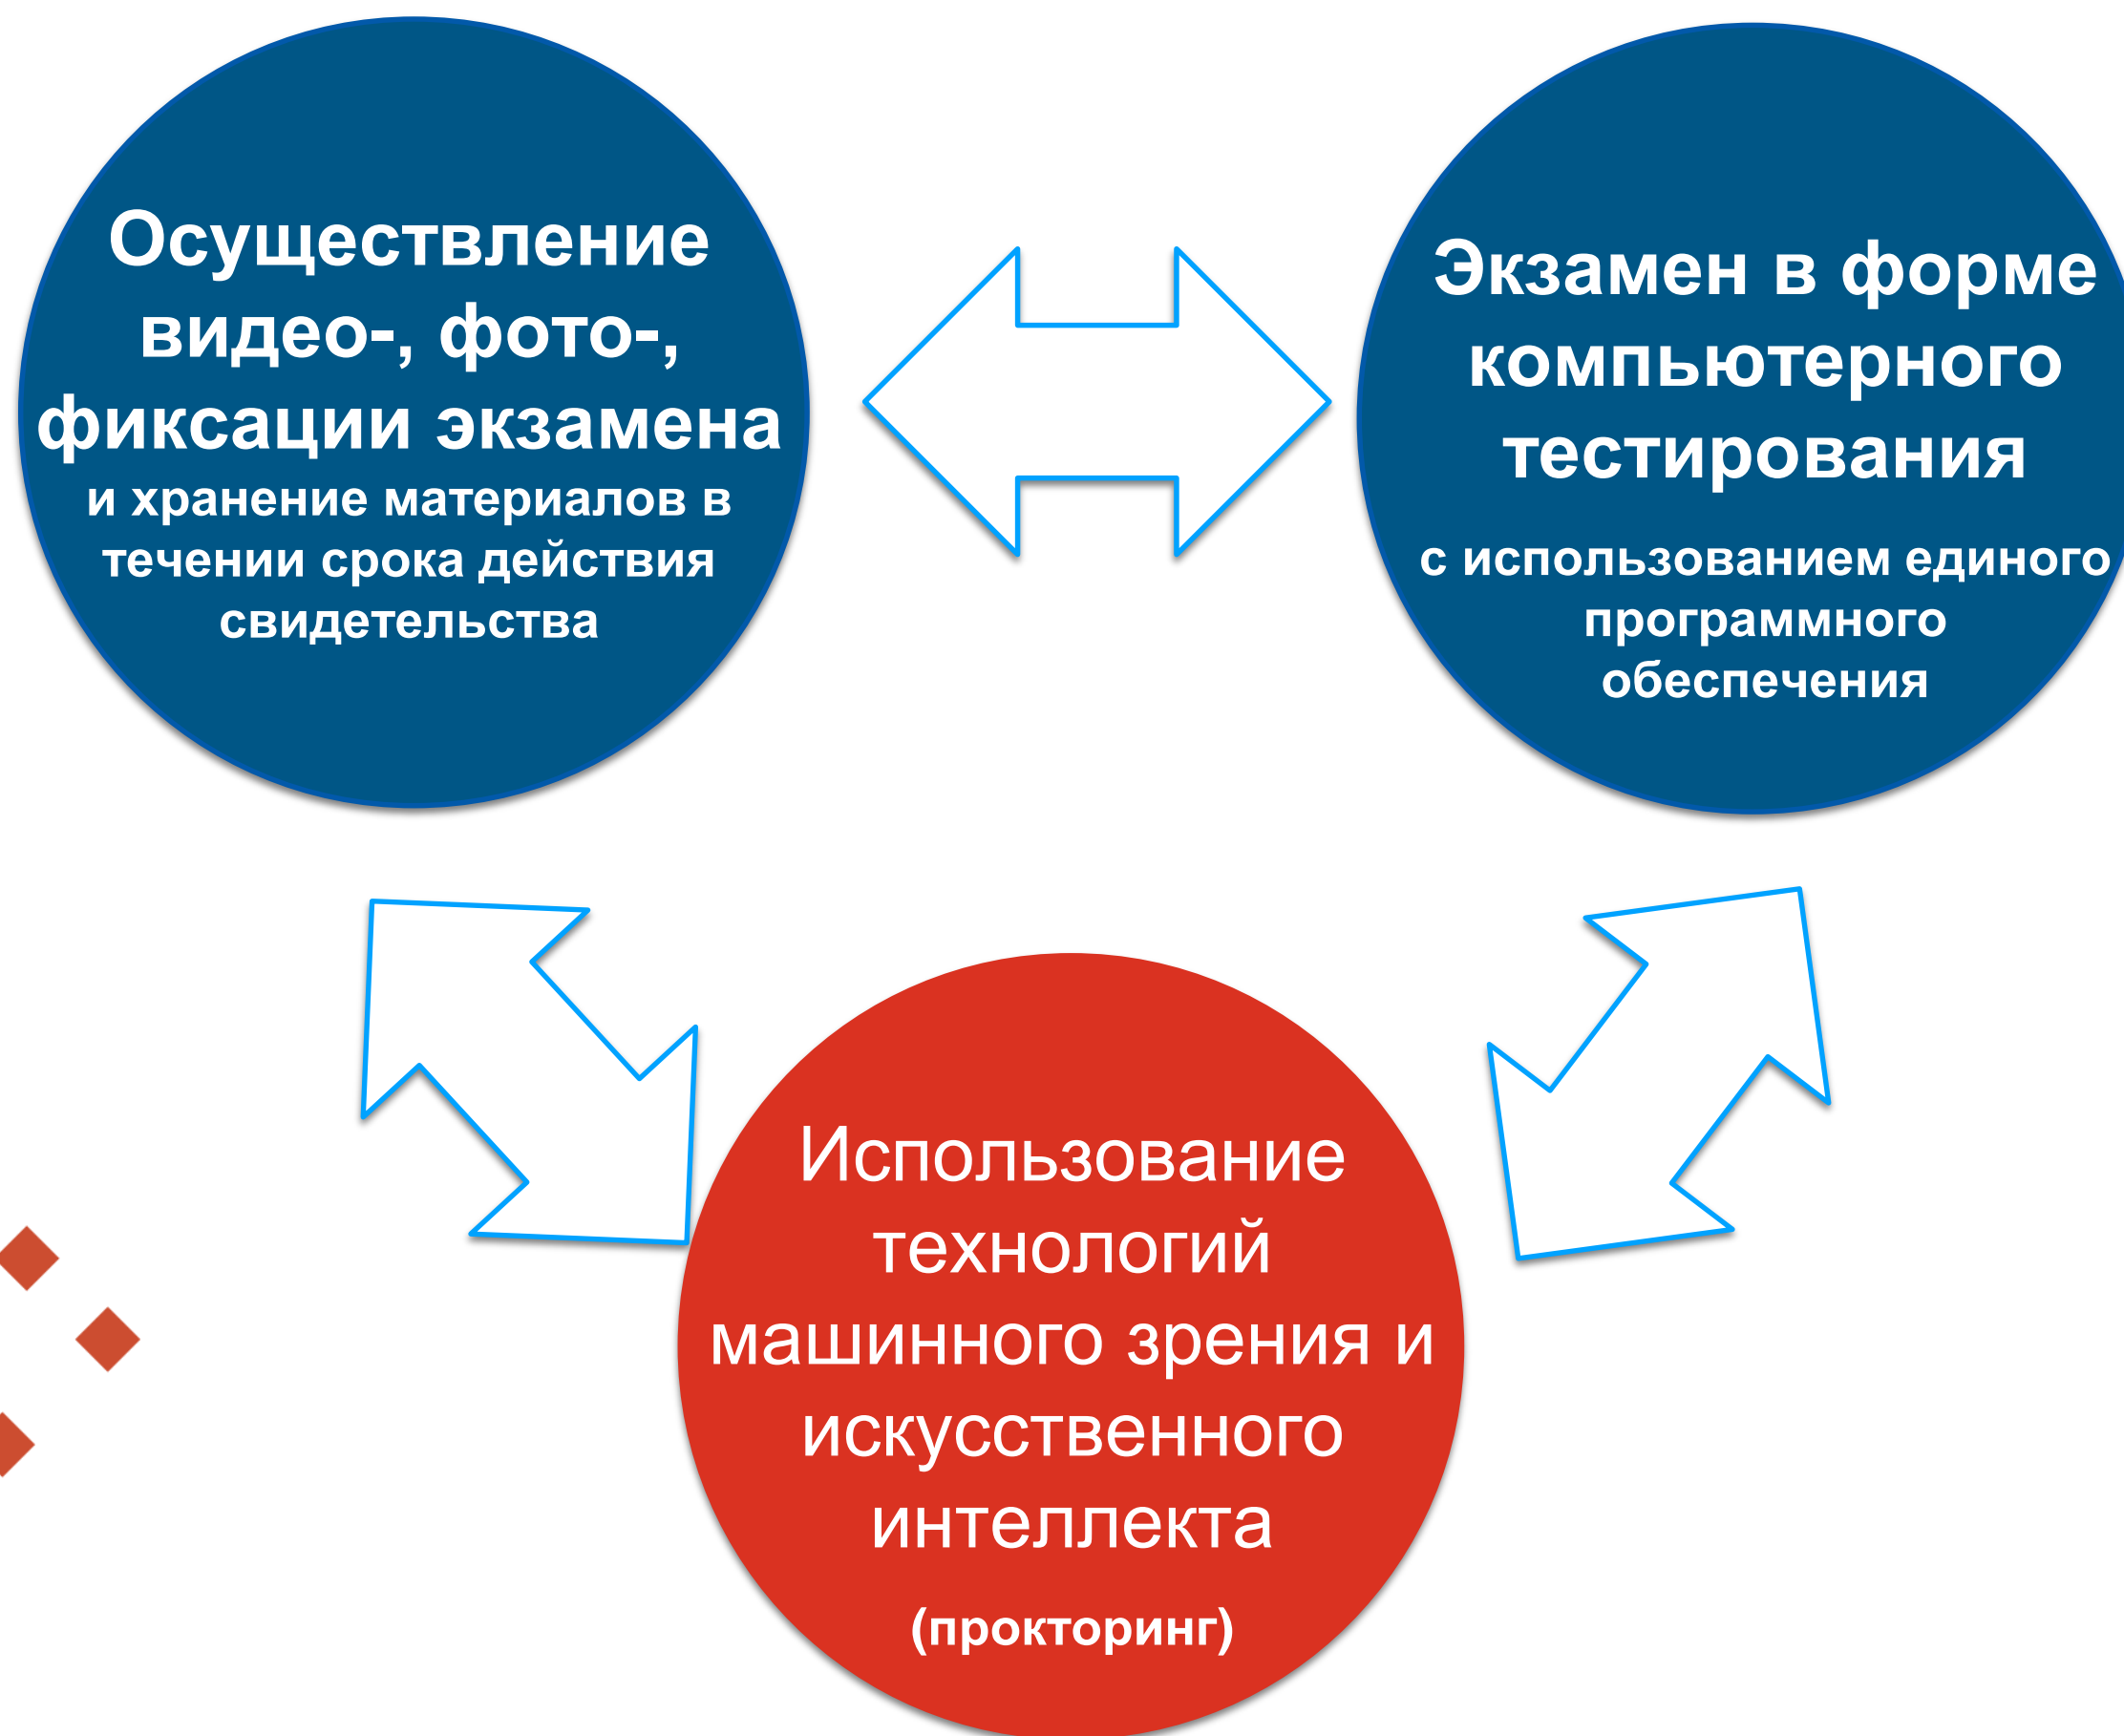 Осуществление
видео-, фото-,
фиксации экзамена
и хранение материалов в
течении срока действия
свидетельства
Экзамен в форме
компьютерного
тестирования
с использованием единого
программного
обеспечения
Использование
технологий
машинного зрения и
искусственного
интеллекта
(прокторинг)